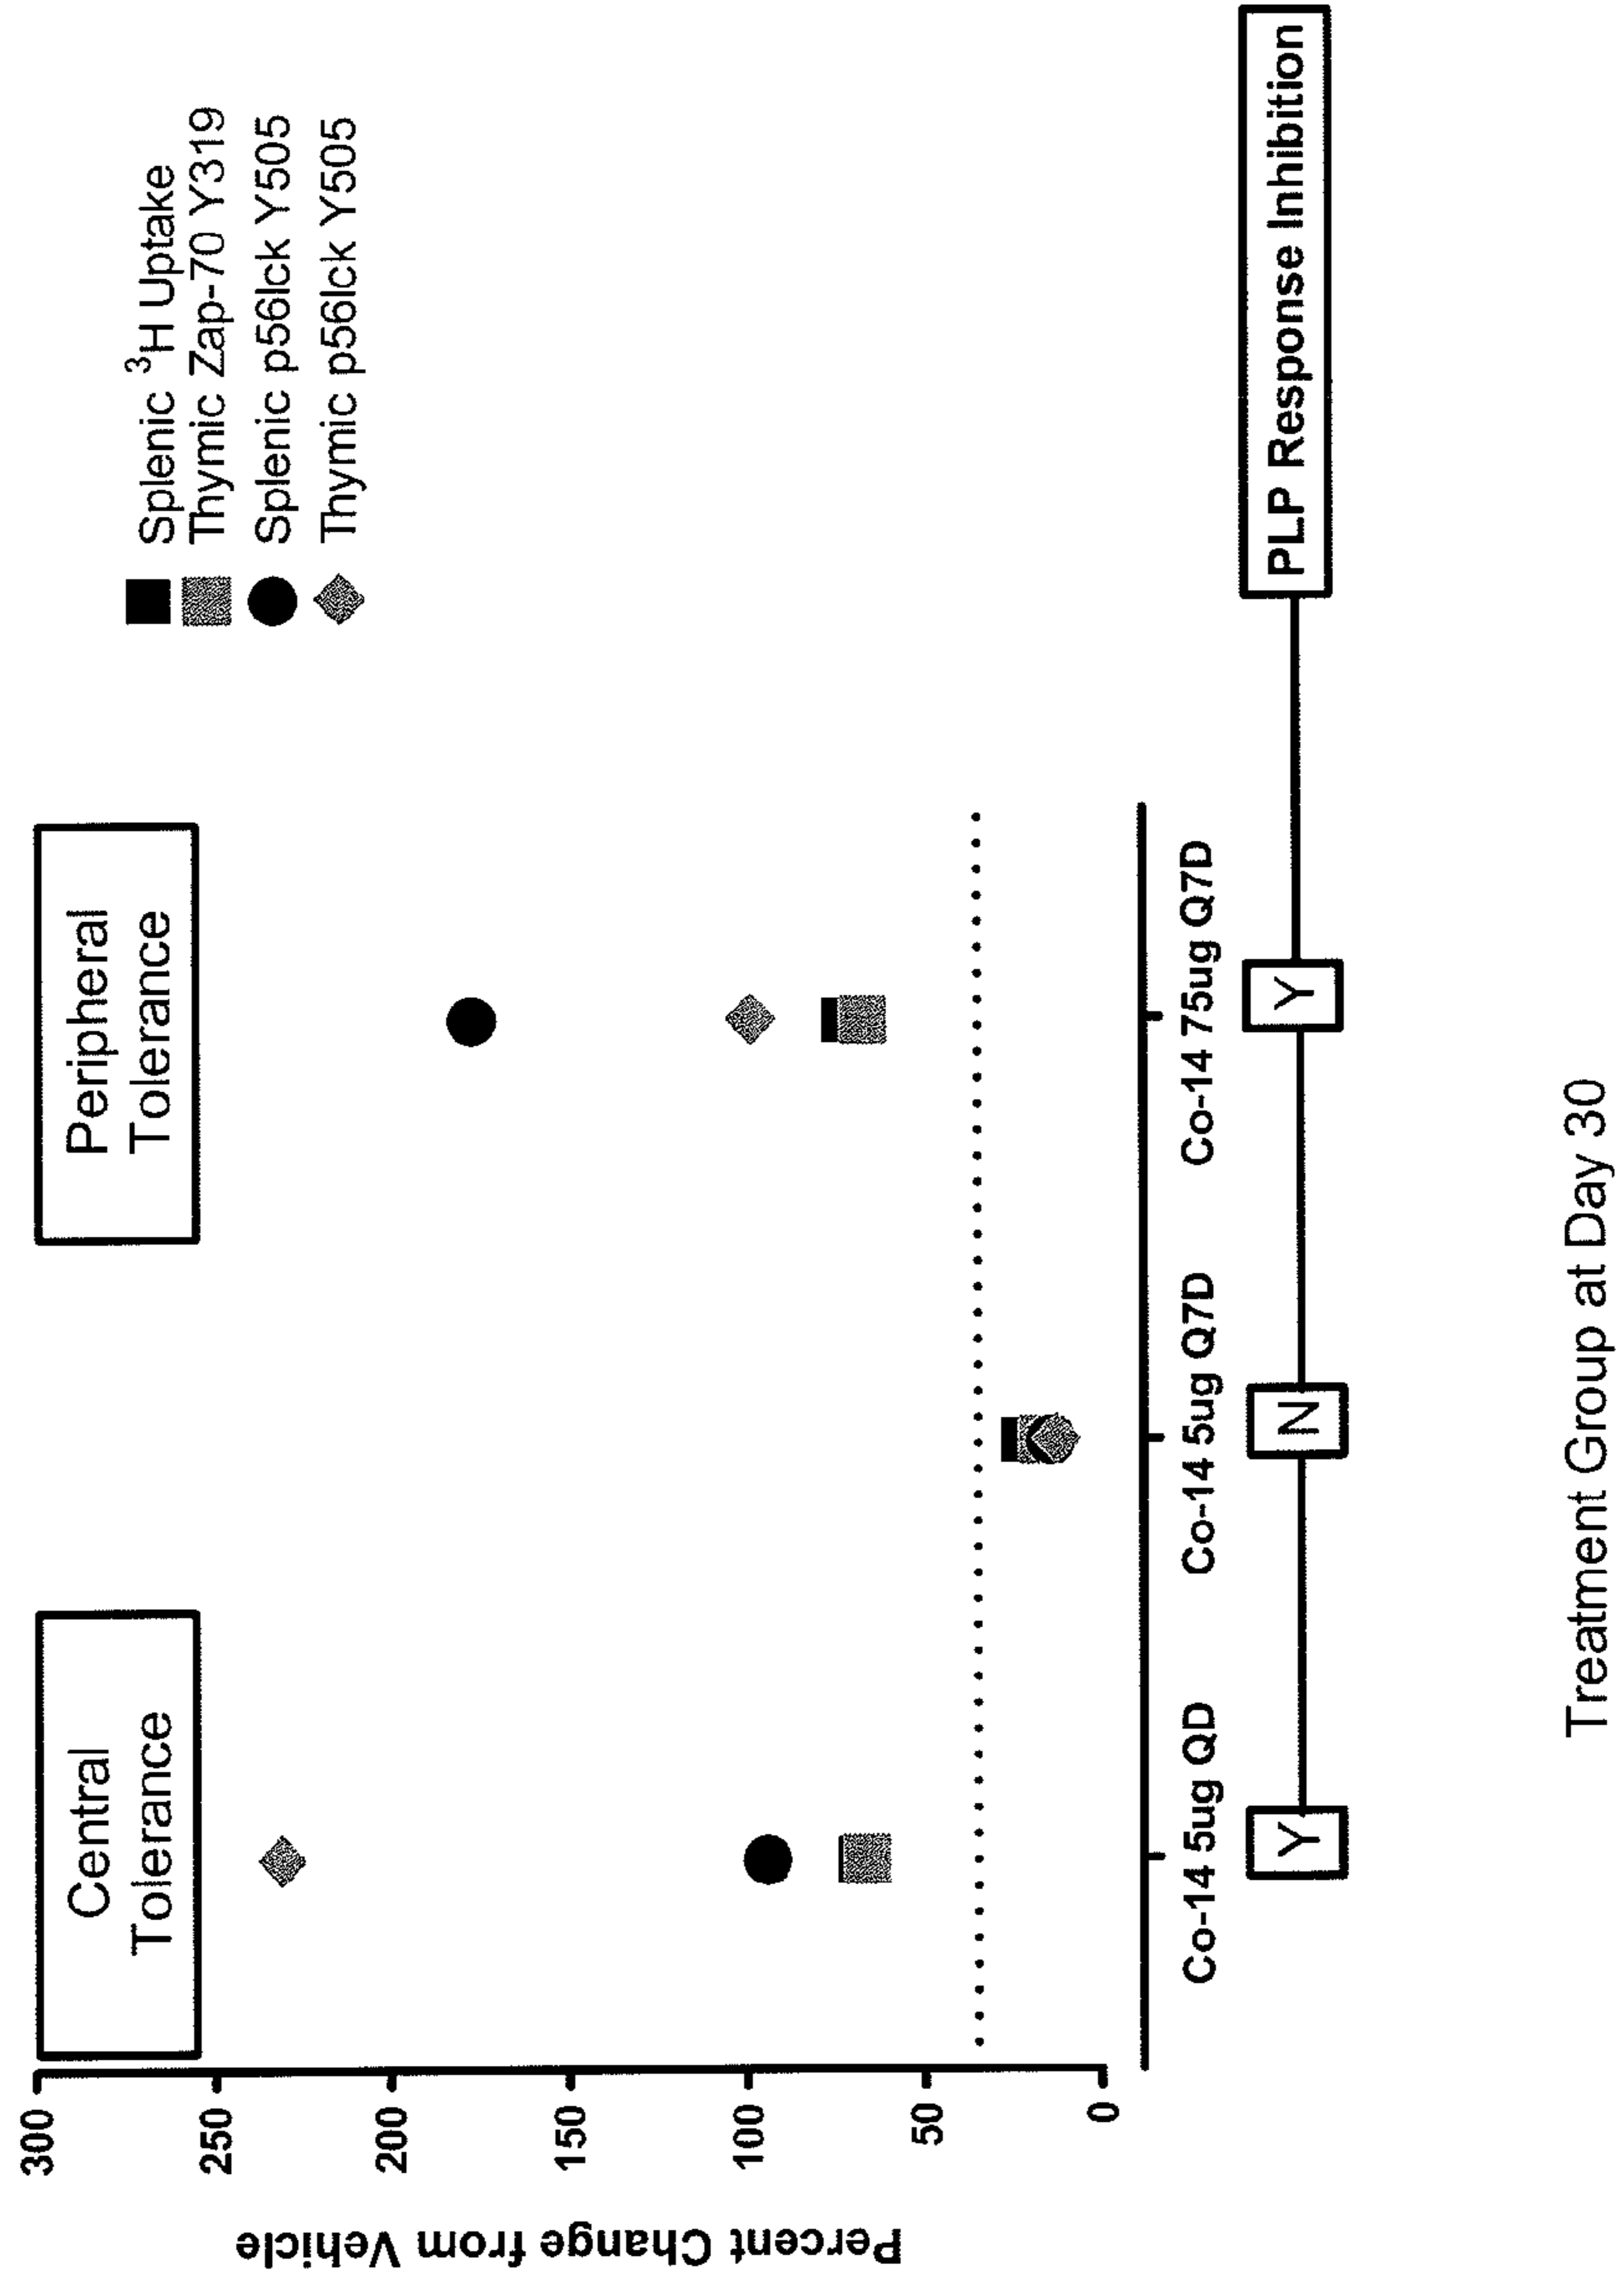 Central
Tolerance
Peripheral
Tolerance
Splenic ³H Uptake
Thymic Zap-70 Y319
Splenic p56lck Y505
Thymic p56lck Y505
Percent Change from Vehicle
300
250
200
150
100
50
0
Co-14 5ug QD
Co-14 5ug Q7D
Co-14 75ug Q7D
Y
N
Y
PLP Response Inhibition
Treatment Group at Day 30